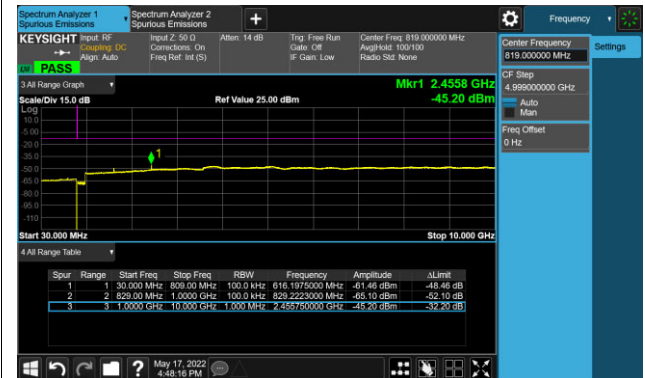 Spectrum Analyzer 1
Spurious Emissions
Spectrum Analyzer 2
Spurious Emissions
+
Frequency
KEYSIGHT
Input: RF
Coupling: DC
Align: Auto
Input Z: 50 Ω
Corrections: On
Freq Ref: Int (S)
Atten: 14 dB
Trig: Free Run
Gate: Off
IF Gain: Low
Center Freq: 819.000000 MHz
Avg|Hold: 100/100
Radio Std: None
PASS
Center Frequency
819.000000 MHz
Settings
CF Step
4.999000000 GHz
Auto
Man
Freq Offset
0 Hz
3 All Range Graph
Mkr1 2.4558 GHz
-45.20 dBm
Scale/Div 15.0 dB
Ref Value 25.00 dBm
Log
10.0
-5.00
-20.0
-35.0
-50.0
-65.0
-80.0
-95.0
-110
1
Start 30.000 MHz
Stop 10.000 GHz
4 All Range Table
Spur Range Start Freq Stop Freq RBW Frequency Amplitude ΔLimit
1 1 30.000 MHz 809.00 MHz 100.0 kHz 616.1975000 MHz -61.46 dBm -48.46 dB
2 2 829.00 MHz 1.0000 GHz 100.0 kHz 829.2223000 MHz -65.10 dBm -52.10 dB
3 3 1.0000 GHz 10.000 GHz 1.000 MHz 2.455750000 GHz -45.20 dBm -32.20 dB
?
May 17, 2022
4:48:16 PM